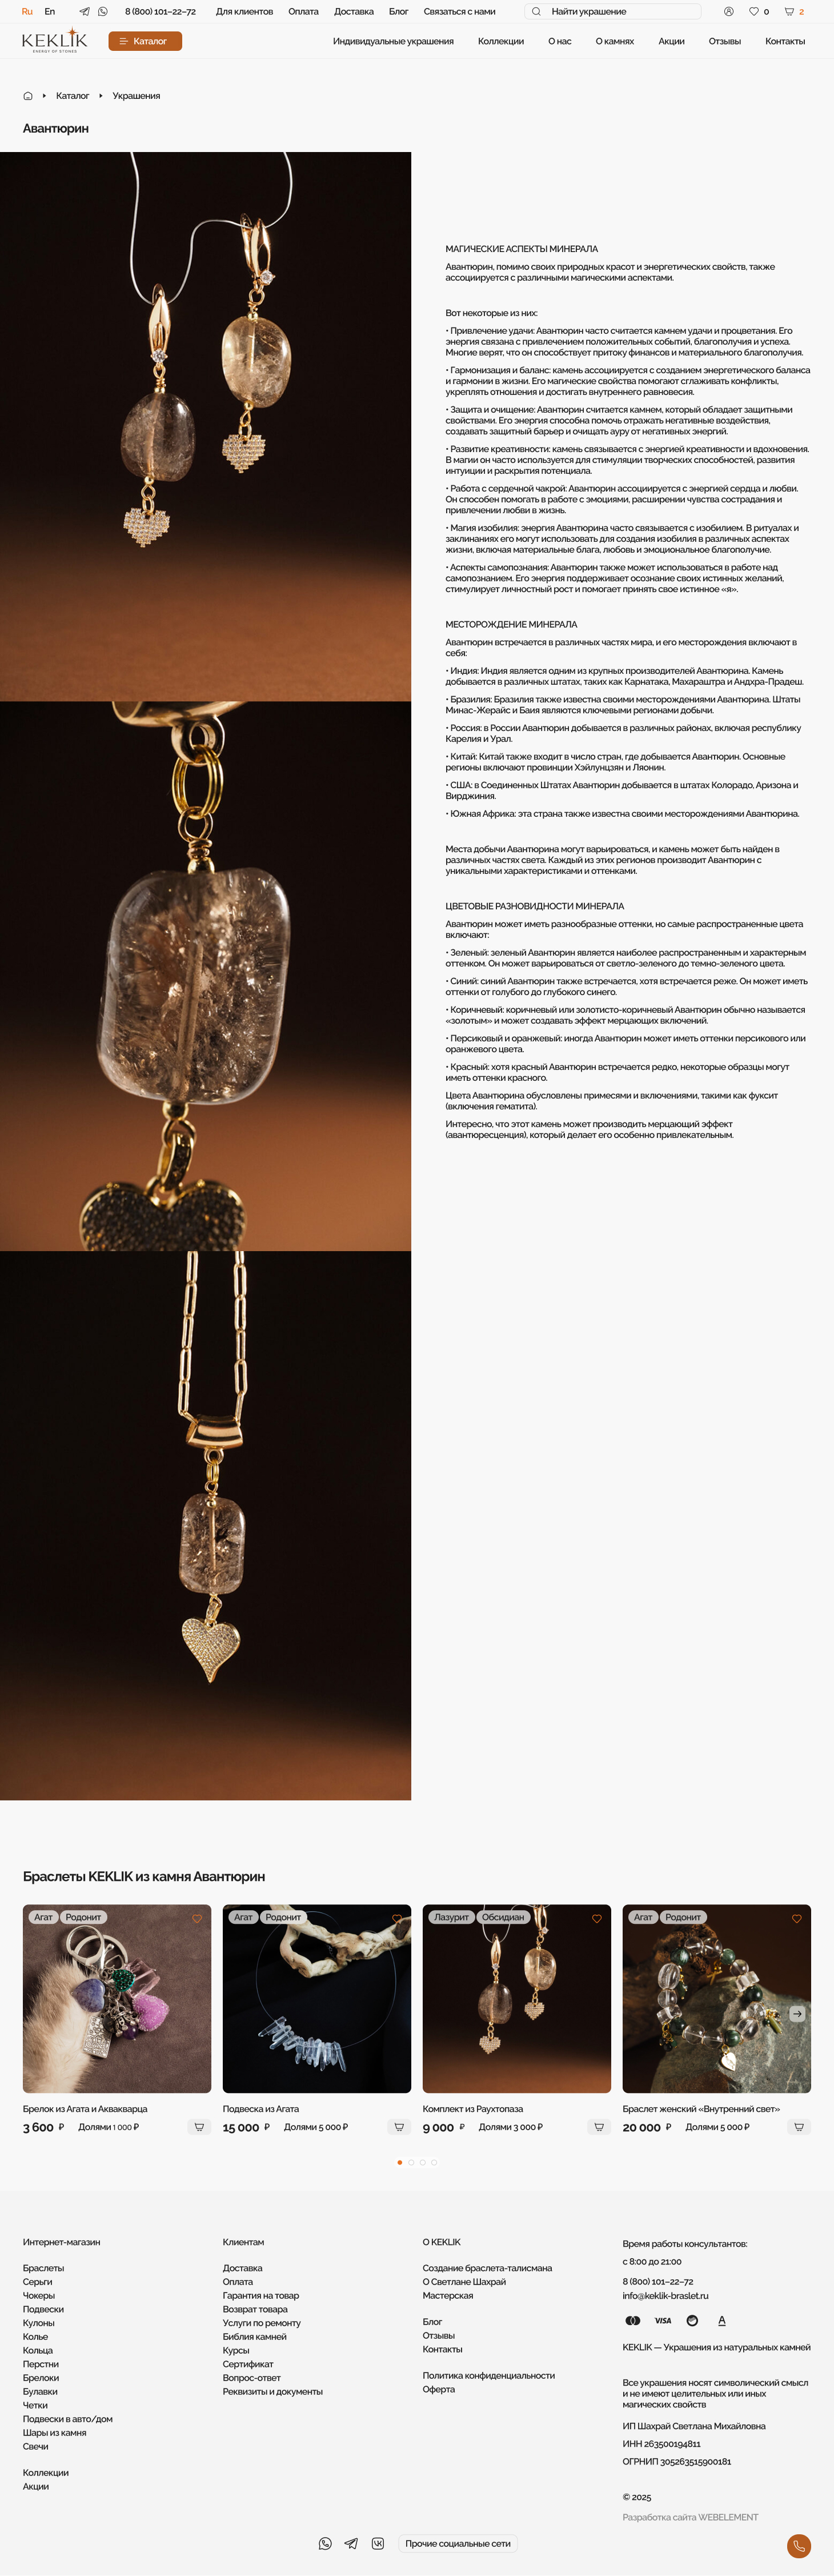 Ru En 8 (800) 101–22–72 Для клиентов Оплата Доставка Блог Связаться с нами Найти украшение 0 2
KEKLIK
ENERGY OF STONES
Каталог Индивидуальные украшения Коллекции О нас О камнях Акции Отзывы Контакты
Каталог Украшения
Авантюрин
МАГИЧЕСКИЕ АСПЕКТЫ МИНЕРАЛА
Авантюрин, помимо своих природных красот и энергетических свойств, также
ассоциируется с различными магическими аспектами.
Вот некоторые из них:
• Привлечение удачи: Авантюрин часто считается камнем удачи и процветания. Его
энергия связана с привлечением положительных событий, благополучия и успеха.
Многие верят, что он способствует притоку финансов и материального благополучия.
• Гармонизация и баланс: камень ассоциируется с созданием энергетического баланса
и гармонии в жизни. Его магические свойства помогают сглаживать конфликты,
укреплять отношения и достигать внутреннего равновесия.
• Защита и очищение: Авантюрин считается камнем, который обладает защитными
свойствами. Его энергия способна помочь отражать негативные воздействия,
создавать защитный барьер и очищать ауру от негативных энергий.
• Развитие креативности: камень связывается с энергией креативности и вдохновения.
В магии он часто используется для стимуляции творческих способностей, развития
интуиции и раскрытия потенциала.
• Работа с сердечной чакрой: Авантюрин ассоциируется с энергией сердца и любви.
Он способен помогать в работе с эмоциями, расширении чувства сострадания и
привлечении любви в жизнь.
• Магия изобилия: энергия Авантюрина часто связывается с изобилием. В ритуалах и
заклинаниях его могут использовать для создания изобилия в различных аспектах
жизни, включая материальные блага, любовь и эмоциональное благополучие.
• Аспекты самопознания: Авантюрин также может использоваться в работе над
самопознанием. Его энергия поддерживает осознание своих истинных желаний,
стимулирует личностный рост и помогает принять свое истинное «я».
МЕСТОРОЖДЕНИЕ МИНЕРАЛА
Авантюрин встречается в различных частях мира, и его месторождения включают в
себя:
• Индия: Индия является одним из крупных производителей Авантюрина. Камень
добывается в различных штатах, таких как Карнатака, Махараштра и Андхра-Прадеш.
• Бразилия: Бразилия также известна своими месторождениями Авантюрина. Штаты
Минас-Жерайс и Баия являются ключевыми регионами добычи.
• Россия: в России Авантюрин добывается в различных районах, включая республику
Карелия и Урал.
• Китай: Китай также входит в число стран, где добывается Авантюрин. Основные
регионы включают провинции Хэйлунцзян и Ляонин.
• США: в Соединенных Штатах Авантюрин добывается в штатах Колорадо, Аризона и
Вирджиния.
• Южная Африка: эта страна также известна своими месторождениями Авантюрина.
Места добычи Авантюрина могут варьироваться, и камень может быть найден в
различных частях света. Каждый из этих регионов производит Авантюрин с
уникальными характеристиками и оттенками.
ЦВЕТОВЫЕ РАЗНОВИДНОСТИ МИНЕРАЛА
Авантюрин может иметь разнообразные оттенки, но самые распространенные цвета
включают:
• Зеленый: зеленый Авантюрин является наиболее распространенным и характерным
оттенком. Он может варьироваться от светло-зеленого до темно-зеленого цвета.
• Синий: синий Авантюрин также встречается, хотя встречается реже. Он может иметь
оттенки от голубого до глубокого синего.
• Коричневый: коричневый или золотисто-коричневый Авантюрин обычно называется
«золотым» и может создавать эффект мерцающих включений.
• Персиковый и оранжевый: иногда Авантюрин может иметь оттенки персикового или
оранжевого цвета.
• Красный: хотя красный Авантюрин встречается редко, некоторые образцы могут
иметь оттенки красного.
Цвета Авантюрина обусловлены примесями и включениями, такими как фуксит
(включения гематита).
Интересно, что этот камень может производить мерцающий эффект
(авантюресценция), который делает его особенно привлекательным.
Браслеты KEKLIK из камня Авантюрин
Агат Родонит
Брелок из Агата и Аквакварца
3 600 ₽ Долями 1 000 ₽
Агат Родонит
Подвеска из Агата
15 000 ₽ Долями 5 000 ₽
Лазурит Обсидиан
Комплект из Раухтопаза
9 000 ₽ Долями 3 000 ₽
Агат Родонит
Браслет женский «Внутренний свет»
20 000 ₽ Долями 5 000 ₽
Интернет-магазин
Браслеты
Серьги
Чокеры
Подвески
Кулоны
Колье
Кольца
Перстни
Брелоки
Булавки
Четки
Подвески в авто/дом
Шары из камня
Свечи
Коллекции
Акции
Клиентам
Доставка
Оплата
Гарантия на товар
Возврат товара
Услуги по ремонту
Библия камней
Курсы
Сертификат
Вопрос-ответ
Реквизиты и документы
О KEKLIK
Создание браслета-талисмана
О Светлане Шахрай
Мастерская
Блог
Отзывы
Контакты
Политика конфиденциальности
Оферта
Время работы консультантов:
с 8:00 до 21:00
8 (800) 101–22–72
info@keklik-braslet.ru
VISA
KEKLIK — Украшения из натуральных камней
Все украшения носят символический смысл
и не имеют целительных или иных
магических свойств
ИП Шахрай Светлана Михайловна
ИНН 263500194811
ОГРНИП 305263515900181
© 2025
Разработка сайта WEBELEMENT
Прочие социальные сети